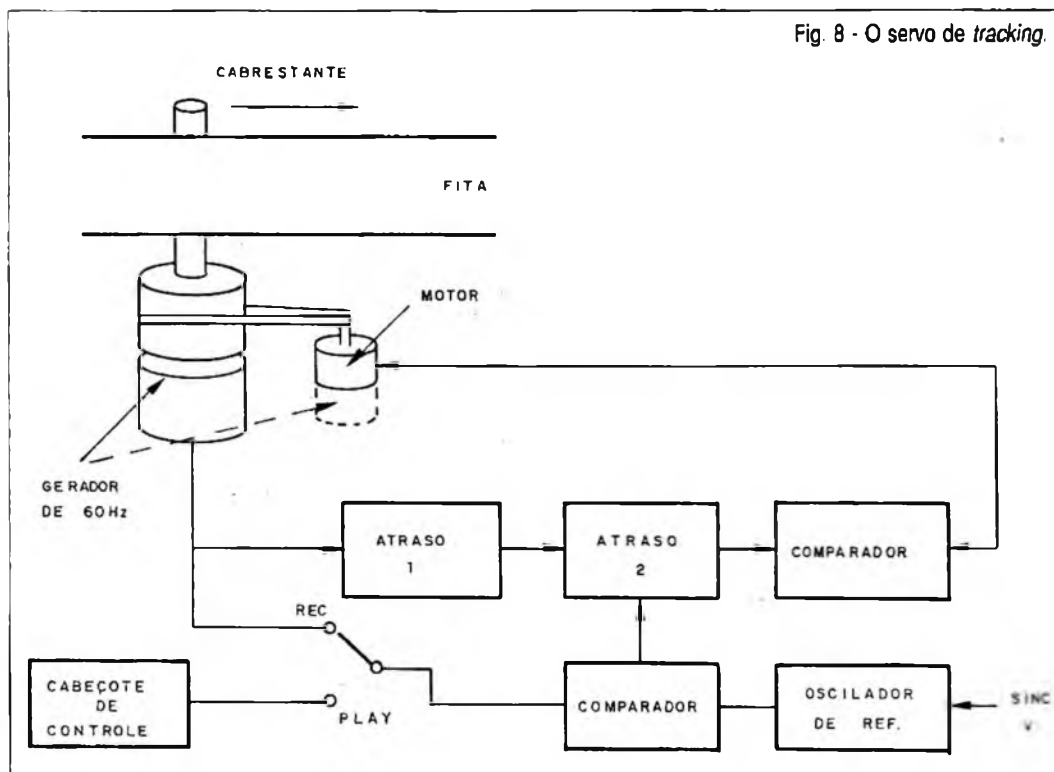 Fig. 8 - O servo de tracking.
CABRESTANTE
FITA
MOTOR
GERADOR
DE 60Hz
ATRASO
1
ATRASO
2
COMPARADOR
REC
PLAY
CABEÇOTE
DE
CONTROLE
COMPARADOR
OSCILADOR
DE REF.
SINC
V